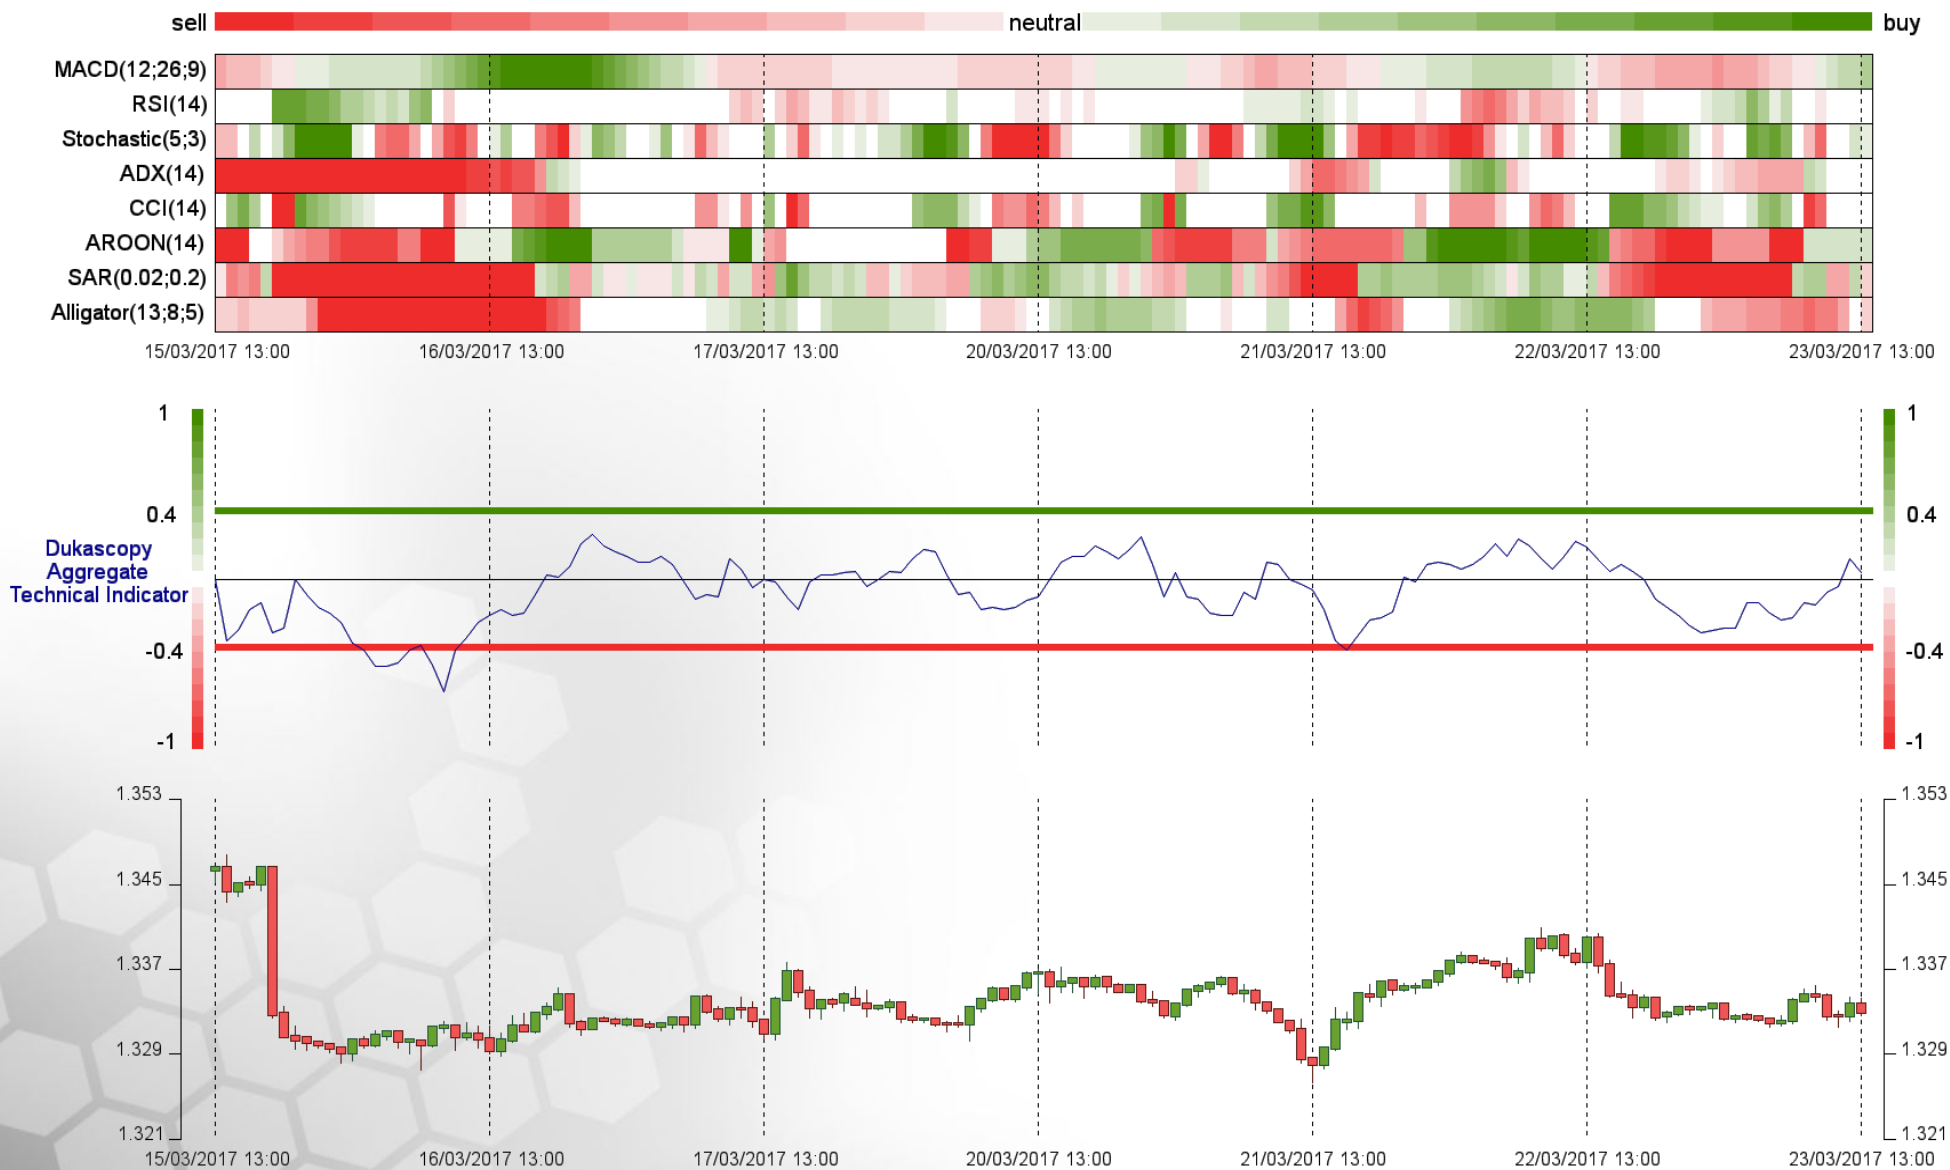 sell neutral buy
MACD(12;26;9)
RSI(14)
Stochastic(5;3)
ADX(14)
CCI(14)
AROON(14)
SAR(0.02;0.2)
Alligator(13;8;5)
15/03/2017 13:00 16/03/2017 13:00 17/03/2017 13:00 20/03/2017 13:00 21/03/2017 13:00 22/03/2017 13:00 23/03/2017 13:00
1 1
0.4 0.4
Dukascopy
Aggregate
Technical Indicator
-0.4 -0.4
-1 -1
1.353 1.353
1.345 1.345
1.337 1.337
1.329 1.329
1.321 1.321
15/03/2017 13:00 16/03/2017 13:00 17/03/2017 13:00 20/03/2017 13:00 21/03/2017 13:00 22/03/2017 13:00 23/03/2017 13:00